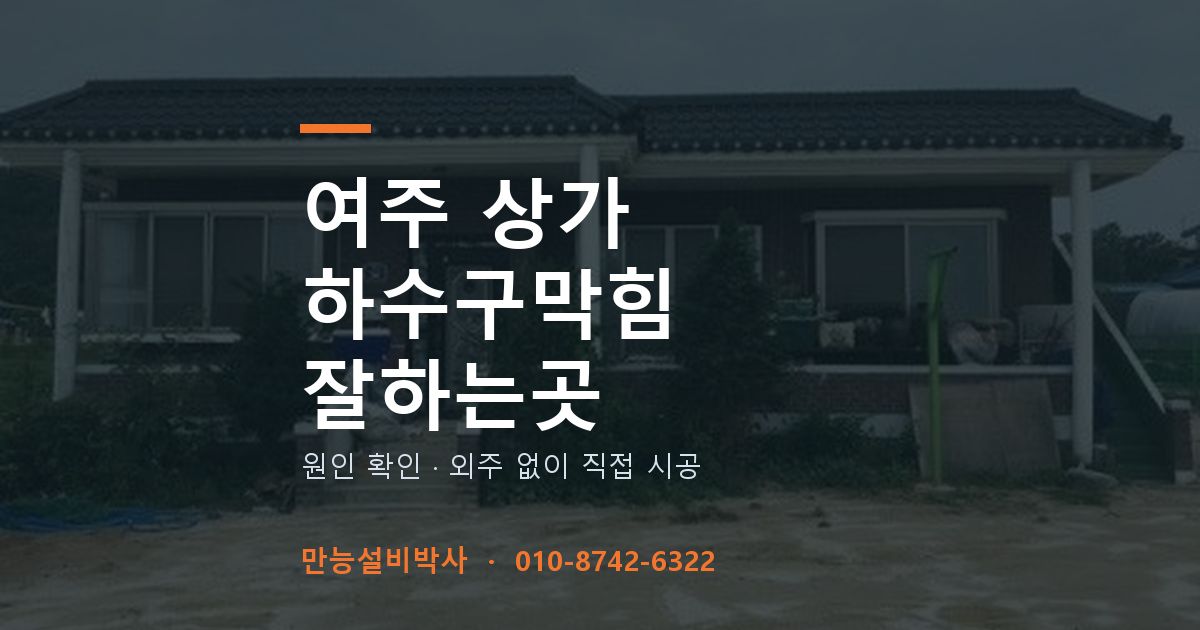 여주 상가
하수구막힘
잘하는곳
원인 확인 · 외주 없이 직접 시공
만능설비박사 · 010-8742-6322